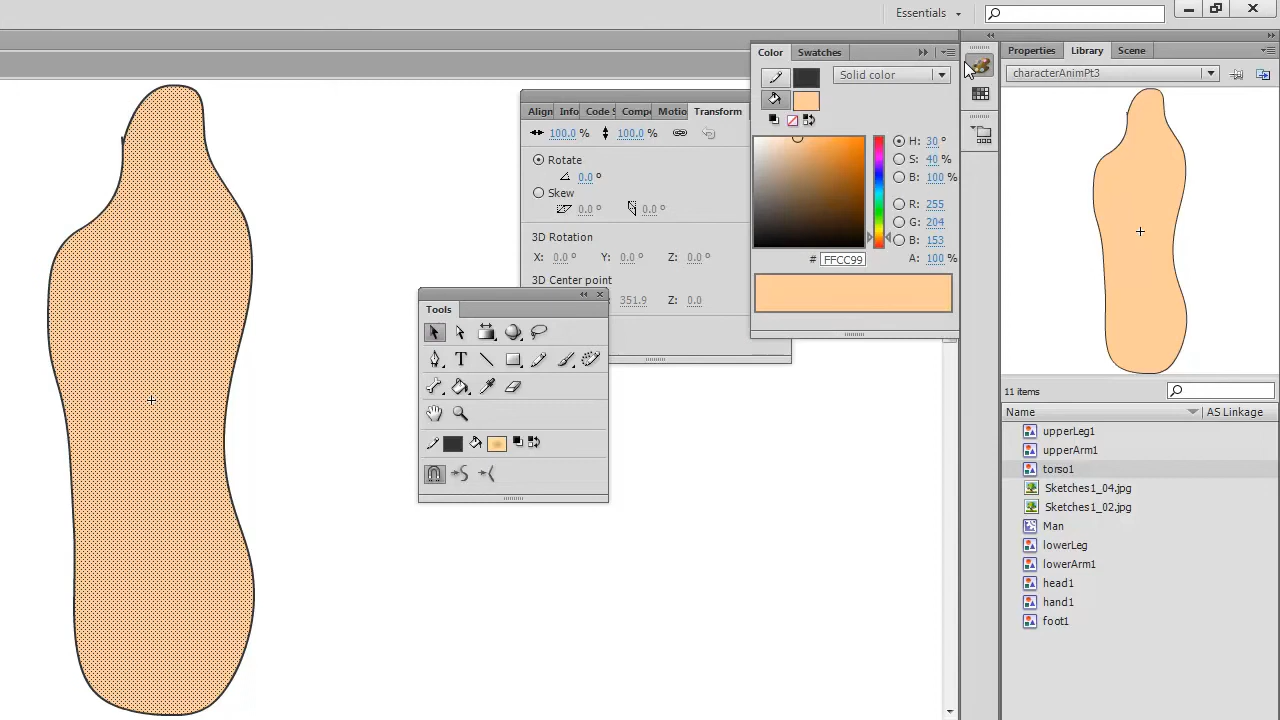 Essentials
Color Swatches
Properties Library Scene
Solid color
characterAnimPt3
Align Info Code S Compo Motio Transform
100.0 % 100.0 %
H: 30 °
S: 40 %
B: 100 %
Rotate
0.0 °
Skew
0.0 ° 0.0 °
R: 255
G: 204
B: 153
A: 100 %
# FFCC99
3D Rotation
X: 0.0 ° Y: 0.0 ° Z: 0.0 °
3D Center point
351.9 Z: 0.0
Tools
T
11 items
Name AS Linkage
upperLeg1
upperArm1
torso1
Sketches1_04.jpg
Sketches1_02.jpg
Man
lowerLeg
lowerArm1
head1
hand1
foot1